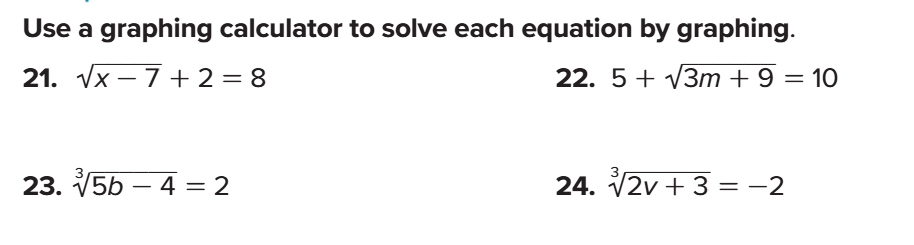 Use a graphing calculator to solve each equation by graphing.
21. √(x − 7) + 2 = 8
22. 5 + √(3m + 9) = 10
23. ∛(5b − 4) = 2
24. ∛(2v + 3) = −2